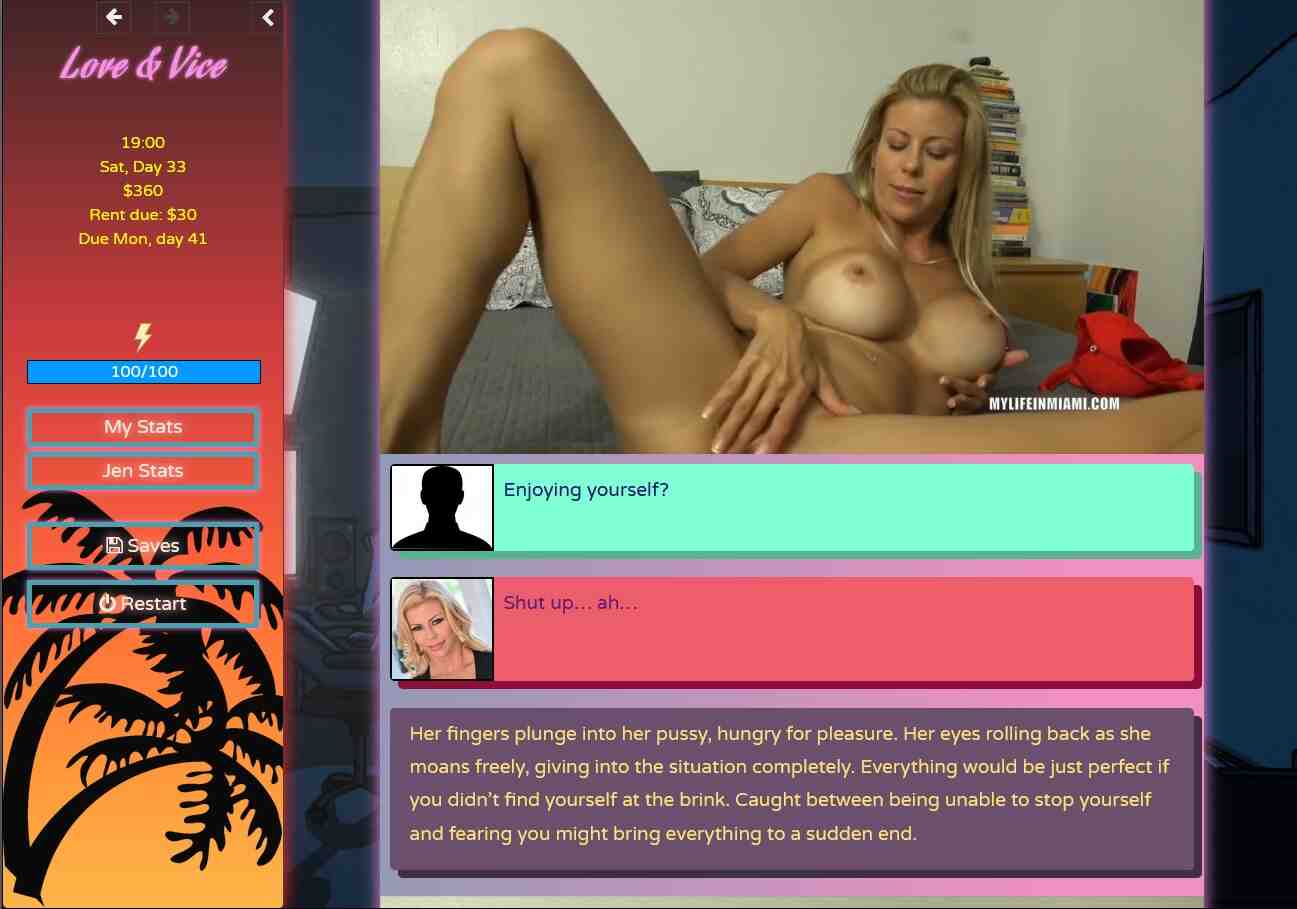 Love & Vice
19:00
Sat, Day 33
$360
Rent due: $30
Due Mon, day 41
100/100
My Stats
Jen Stats
Saves
Restart
MYLIFEINMIAMI.COM
Enjoying yourself?
Shut up... ah...
Her fingers plunge into her pussy, hungry for pleasure. Her eyes rolling back as she
moans freely, giving into the situation completely. Everything would be just perfect if
you didn't find yourself at the brink. Caught between being unable to stop yourself
and fearing you might bring everything to a sudden end.